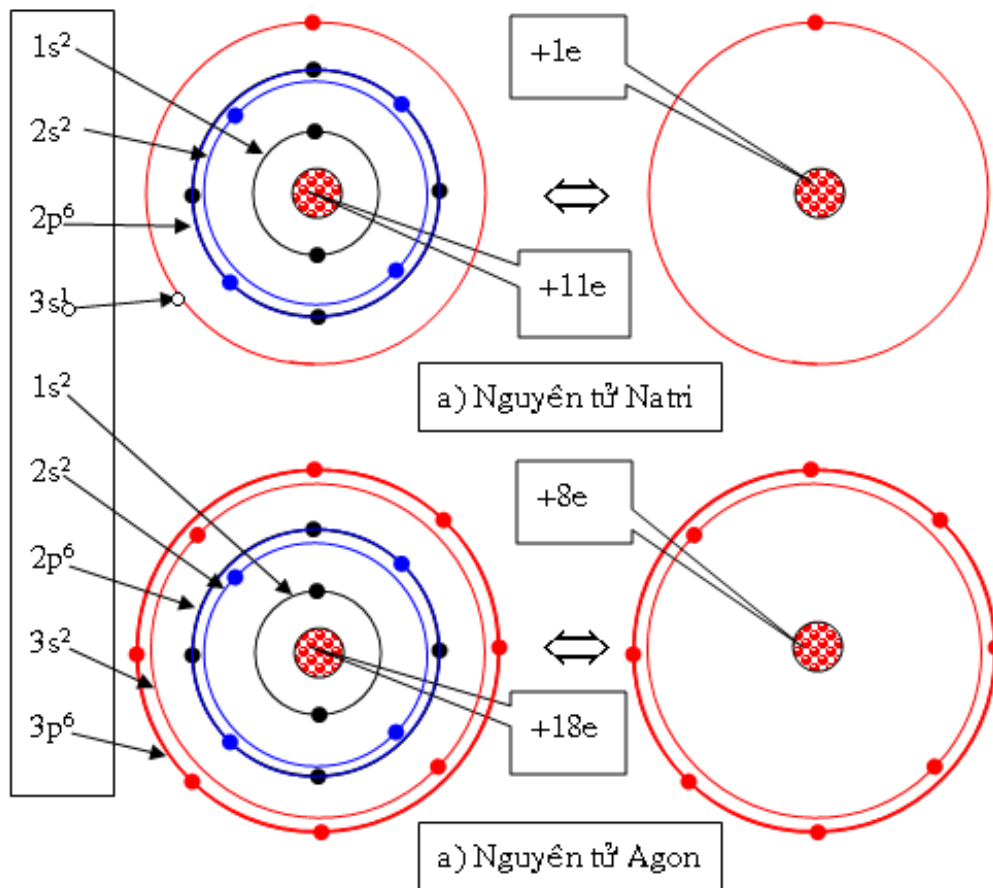 1s²
2s²
2p⁶
3s¹
+1e
+11e
a) Nguyên tử Natri
1s²
2s²
2p⁶
3s²
3p⁶
+8e
+18e
a) Nguyên tử Agon